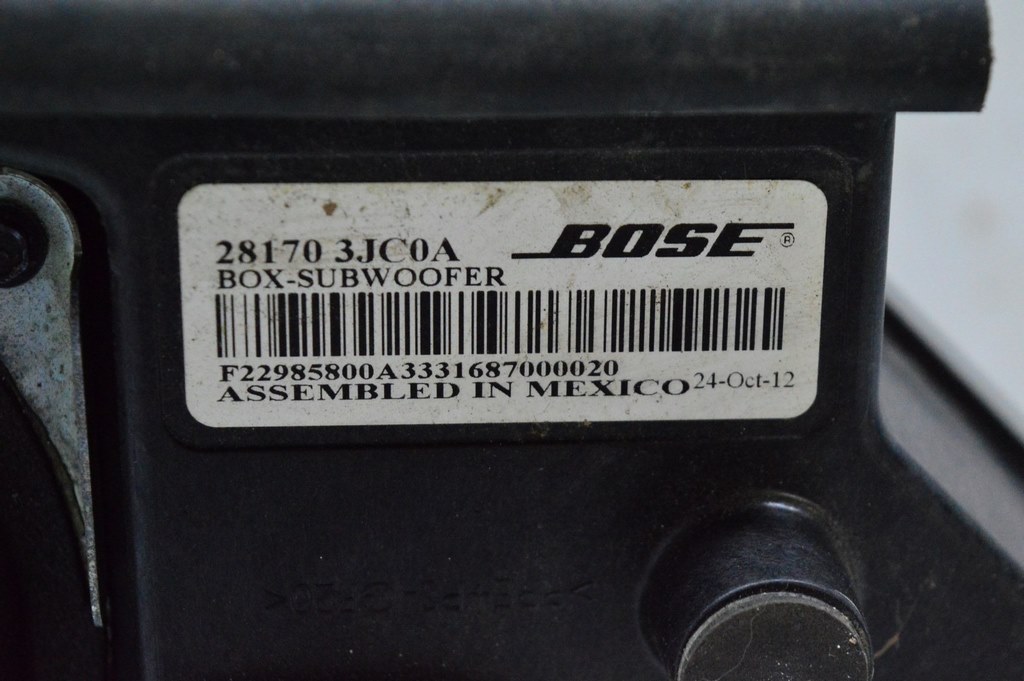 28170 3JC0A
BOSE®
BOX-SUBWOOFER
F22985800A3331687000020
ASSEMBLED IN MEXICO 24-Oct-12